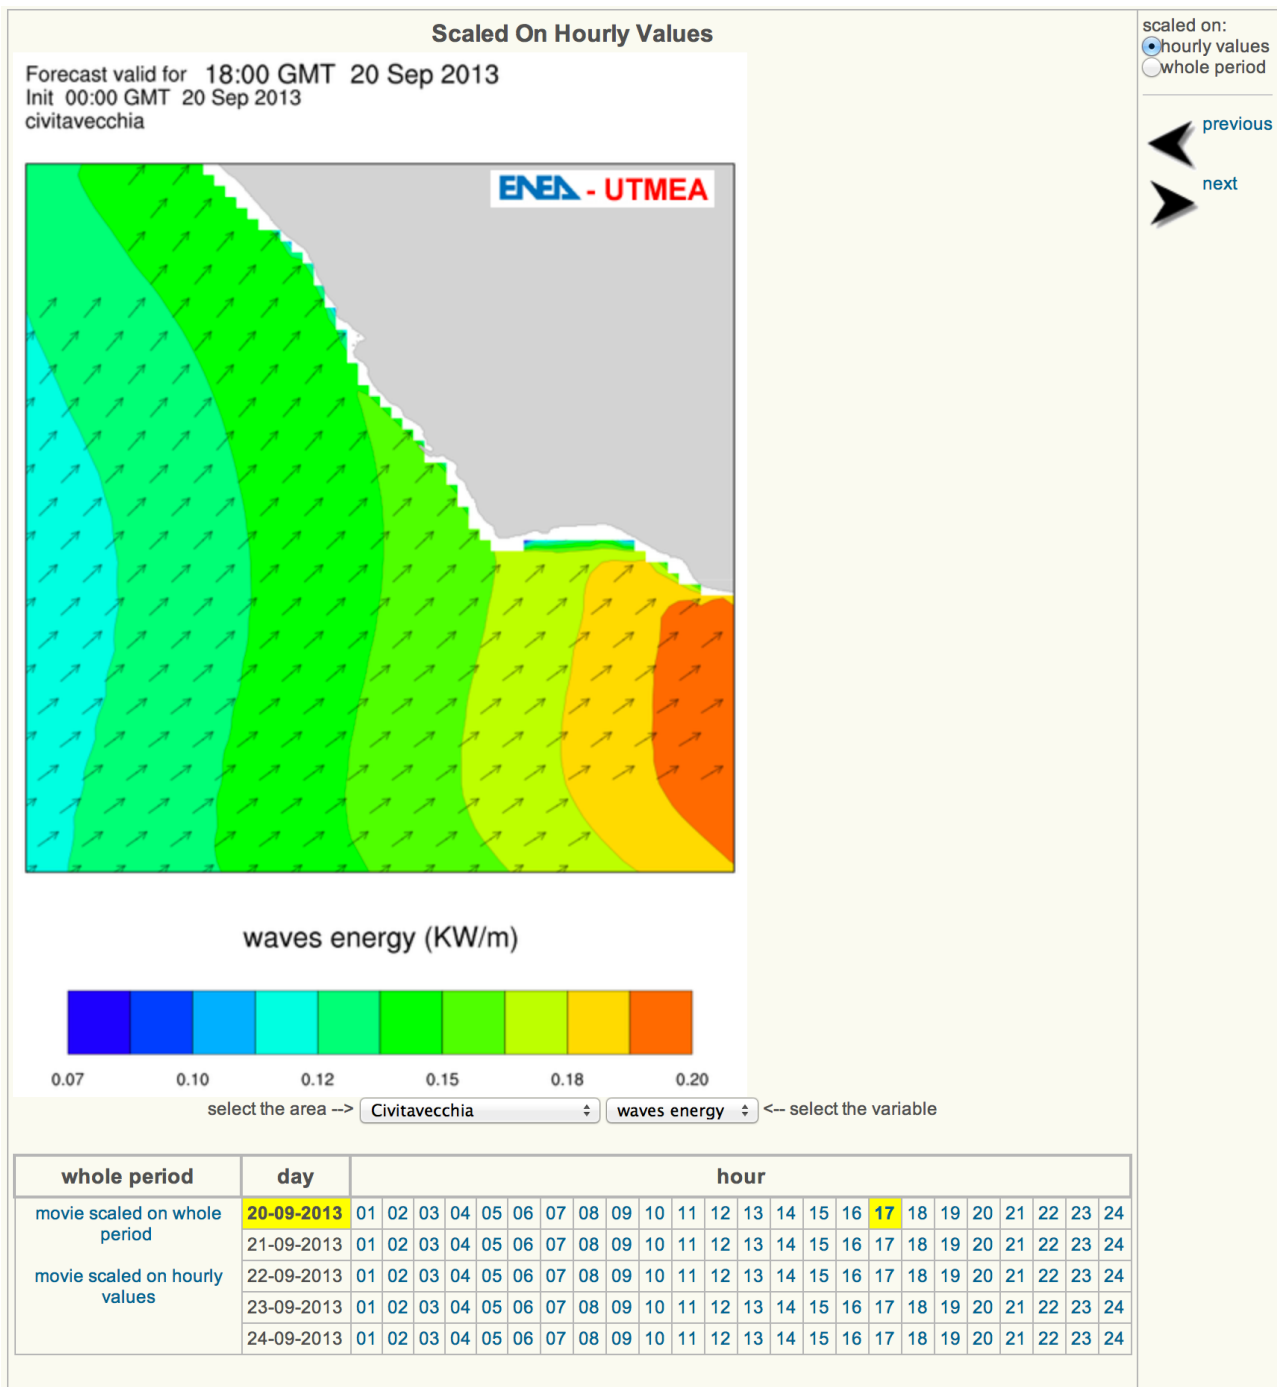 Scaled On Hourly Values
Forecast valid for 18:00 GMT 20 Sep 2013
Init 00:00 GMT 20 Sep 2013
civitavecchia
ENEA - UTMEA
waves energy (KW/m)
0.07 0.10 0.12 0.15 0.18 0.20
select the area --> Civitavecchia waves energy <-- select the variable
whole period day hour
movie scaled on whole period
movie scaled on hourly values
20-09-2013 01 02 03 04 05 06 07 08 09 10 11 12 13 14 15 16 17 18 19 20 21 22 23 24
21-09-2013 01 02 03 04 05 06 07 08 09 10 11 12 13 14 15 16 17 18 19 20 21 22 23 24
22-09-2013 01 02 03 04 05 06 07 08 09 10 11 12 13 14 15 16 17 18 19 20 21 22 23 24
23-09-2013 01 02 03 04 05 06 07 08 09 10 11 12 13 14 15 16 17 18 19 20 21 22 23 24
24-09-2013 01 02 03 04 05 06 07 08 09 10 11 12 13 14 15 16 17 18 19 20 21 22 23 24
scaled on:
hourly values
whole period
previous
next